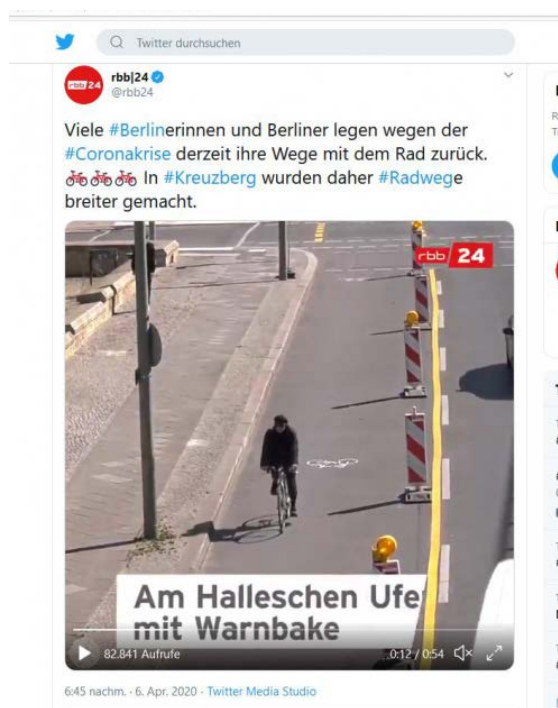 Twitter durchsuchen
rbb|24
@rbb24
Viele #Berlinerinnen und Berliner legen wegen der
#Coronakrise derzeit ihre Wege mit dem Rad zurück.
In #Kreuzberg wurden daher #Radwege
breiter gemacht.
rbb 24
Am Halleschen Ufe
mit Warnbake
82.841 Aufrufe
0:12 / 0:54
6:45 nachm. · 6. Apr. 2020 · Twitter Media Studio